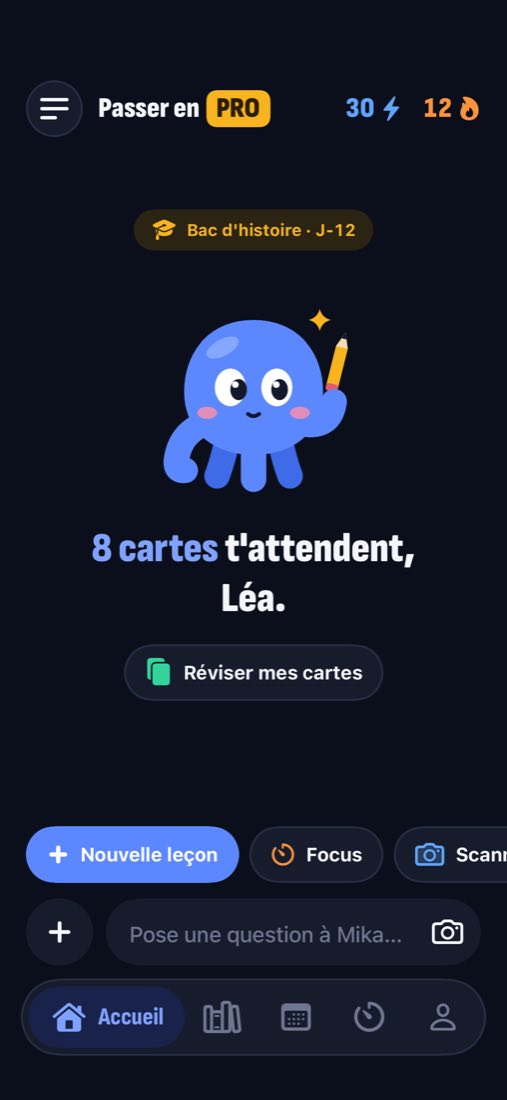 Passer en PRO
30
12
Bac d'histoire · J-12
8 cartes t'attendent,
Léa.
Réviser mes cartes
Nouvelle leçon
Focus
Scann
Pose une question à Mika...
Accueil